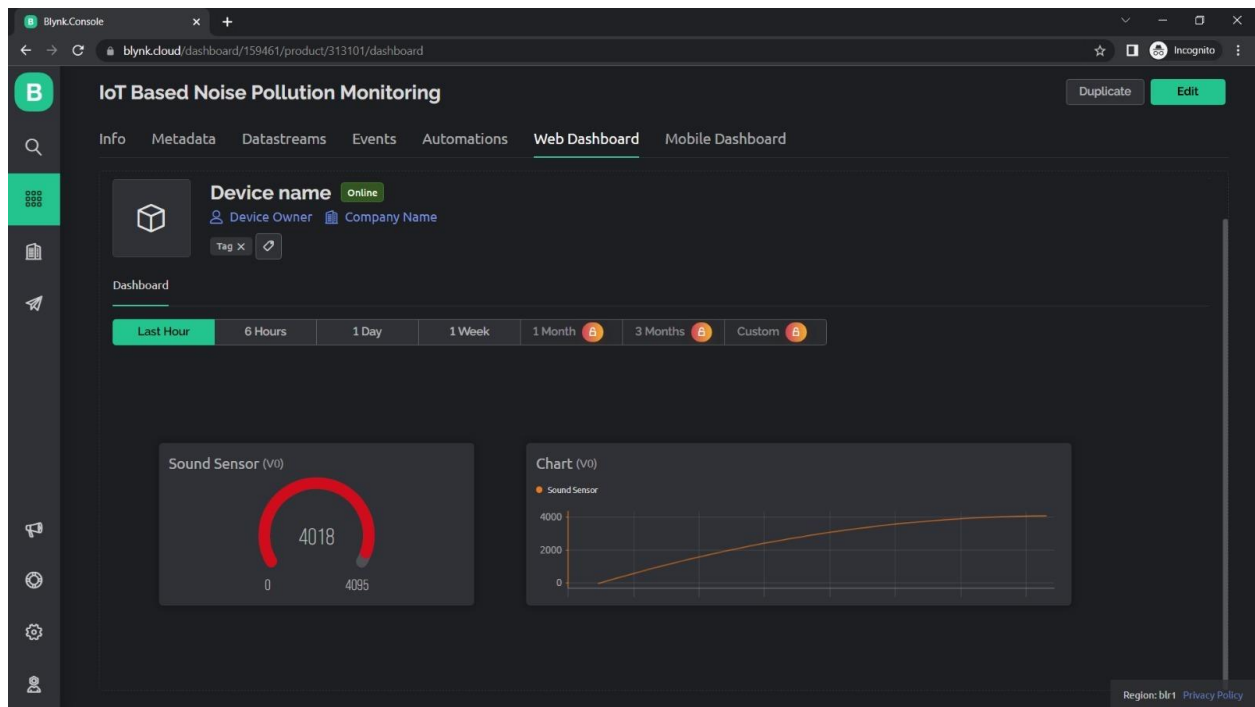 Blynk.Console
blynk.cloud/dashboard/159461/product/313101/dashboard
Incognito
B
IoT Based Noise Pollution Monitoring
Duplicate
Edit
Info Metadata Datastreams Events Automations Web Dashboard Mobile Dashboard
Device name Online
Device Owner Company Name
Tag
Dashboard
Last Hour 6 Hours 1 Day 1 Week 1 Month 3 Months Custom
Sound Sensor (V0)
4018
0 4095
Chart (V0)
Sound Sensor
4000
2000
0
Region: blr1 Privacy Policy